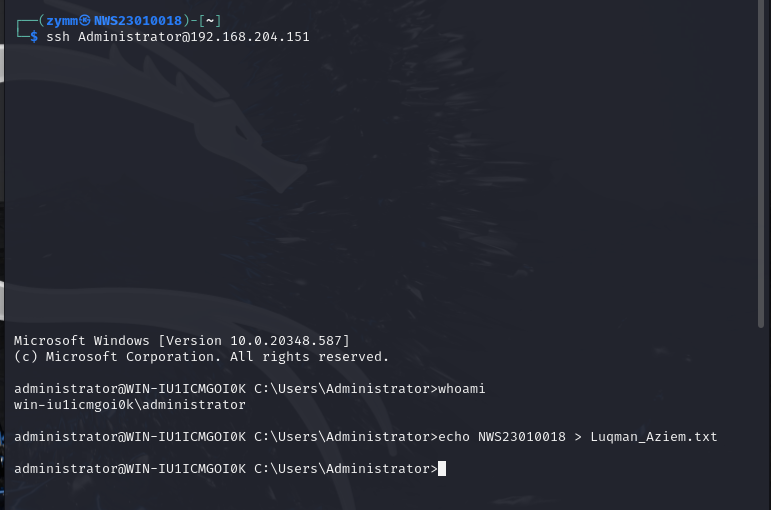 ┌──(zymm㉿NWS23010018)-[~]
└─$ ssh Administrator@192.168.204.151
Microsoft Windows [Version 10.0.20348.587]
(c) Microsoft Corporation. All rights reserved.
administrator@WIN-IU1ICMGOI0K C:\Users\Administrator>whoami
win-iu1icmgoi0k\administrator
administrator@WIN-IU1ICMGOI0K C:\Users\Administrator>echo NWS23010018 > Luqman_Aziem.txt
administrator@WIN-IU1ICMGOI0K C:\Users\Administrator>